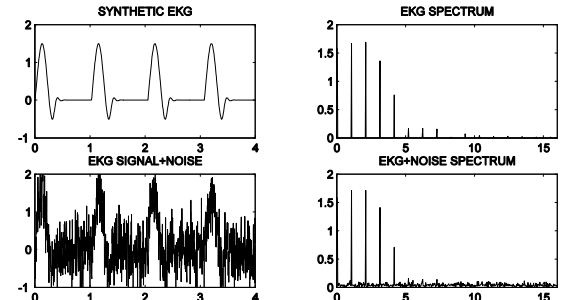 SYNTHETIC EKG
2
1
0
-1
0 1 2 3 4
EKG SPECTRUM
2
1.5
1
0.5
0
0 5 10 15
EKG SIGNAL+NOISE
2
1
0
-1
0 1 2 3 4
EKG+NOISE SPECTRUM
2
1.5
1
0.5
0
0 5 10 15